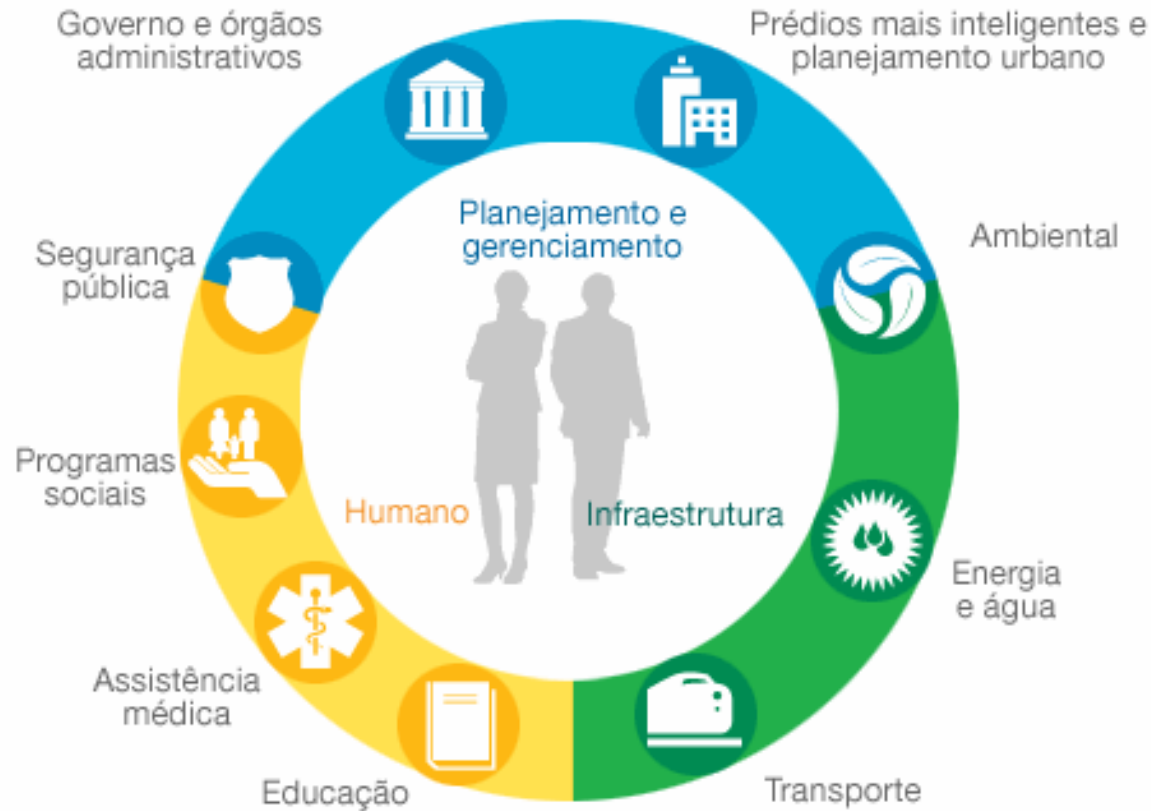 Governo e órgãos
administrativos
Prédios mais inteligentes e
planejamento urbano
Planejamento e
gerenciamento
Segurança
pública
Ambiental
Programas
sociais
Humano
Infraestrutura
Energia
e água
Assistência
médica
Educação
Transporte